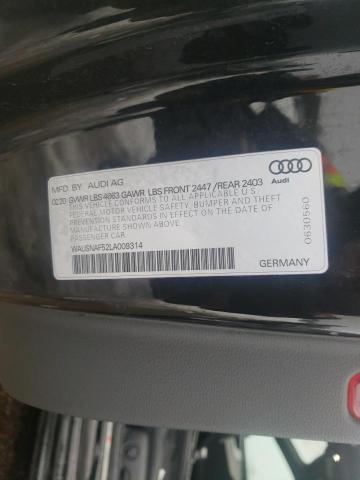 MFD. BY AUDI AG
02/20 GVWR LBS 4663 GAWR LBS FRONT 2447 / REAR 2403
THIS VEHICLE CONFORMS TO ALL APPLICABLE U.S.
FEDERAL MOTOR VEHICLE SAFETY, BUMPER AND THEFT
PREVENTION STANDARDS IN EFFECT ON THE DATE OF
MANUFACTURE SHOWN ABOVE.
PASSENGER CAR
WAUSNAF52LA009314
Audi
0630560
GERMANY